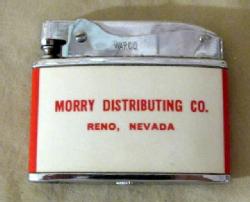 WAPCO
MORRY DISTRIBUTING CO.
RENO, NEVADA